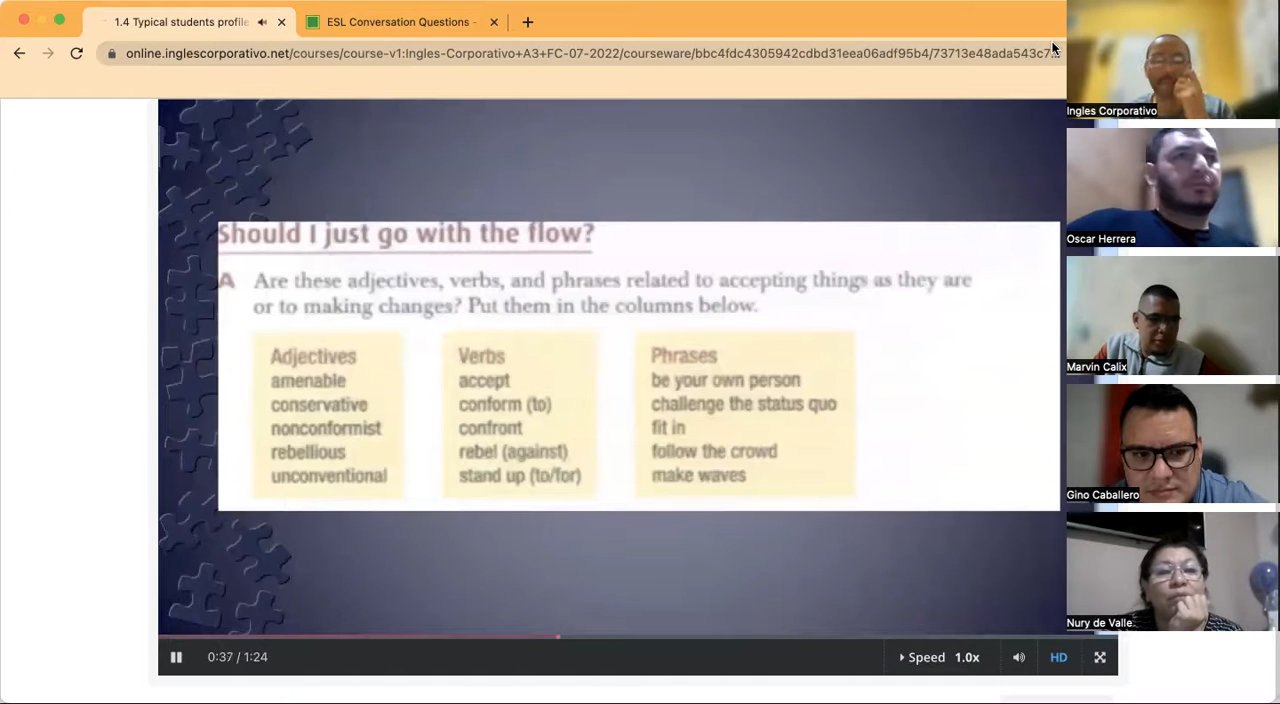 1.4 Typical students profile
ESL Conversation Questions -
online.inglescorporativo.net/courses/course-v1:Ingles-Corporativo+A3+FC-07-2022/courseware/bbc4fdc4305942cdbd31eea06adf95b4/73713e48ada543c7...
Ingles Corporativo
Oscar Herrera
Marvin Calix
Gino Caballero
Nury de Valle
Should I just go with the flow?
A Are these adjectives, verbs, and phrases related to accepting things as they are
or to making changes? Put them in the columns below.
Adjectives
amenable
conservative
nonconformist
rebellious
unconventional
Verbs
accept
conform (to)
confront
rebel (against)
stand up (to/for)
Phrases
be your own person
challenge the status quo
fit in
follow the crowd
make waves
0:37 / 1:24
Speed 1.0x
HD